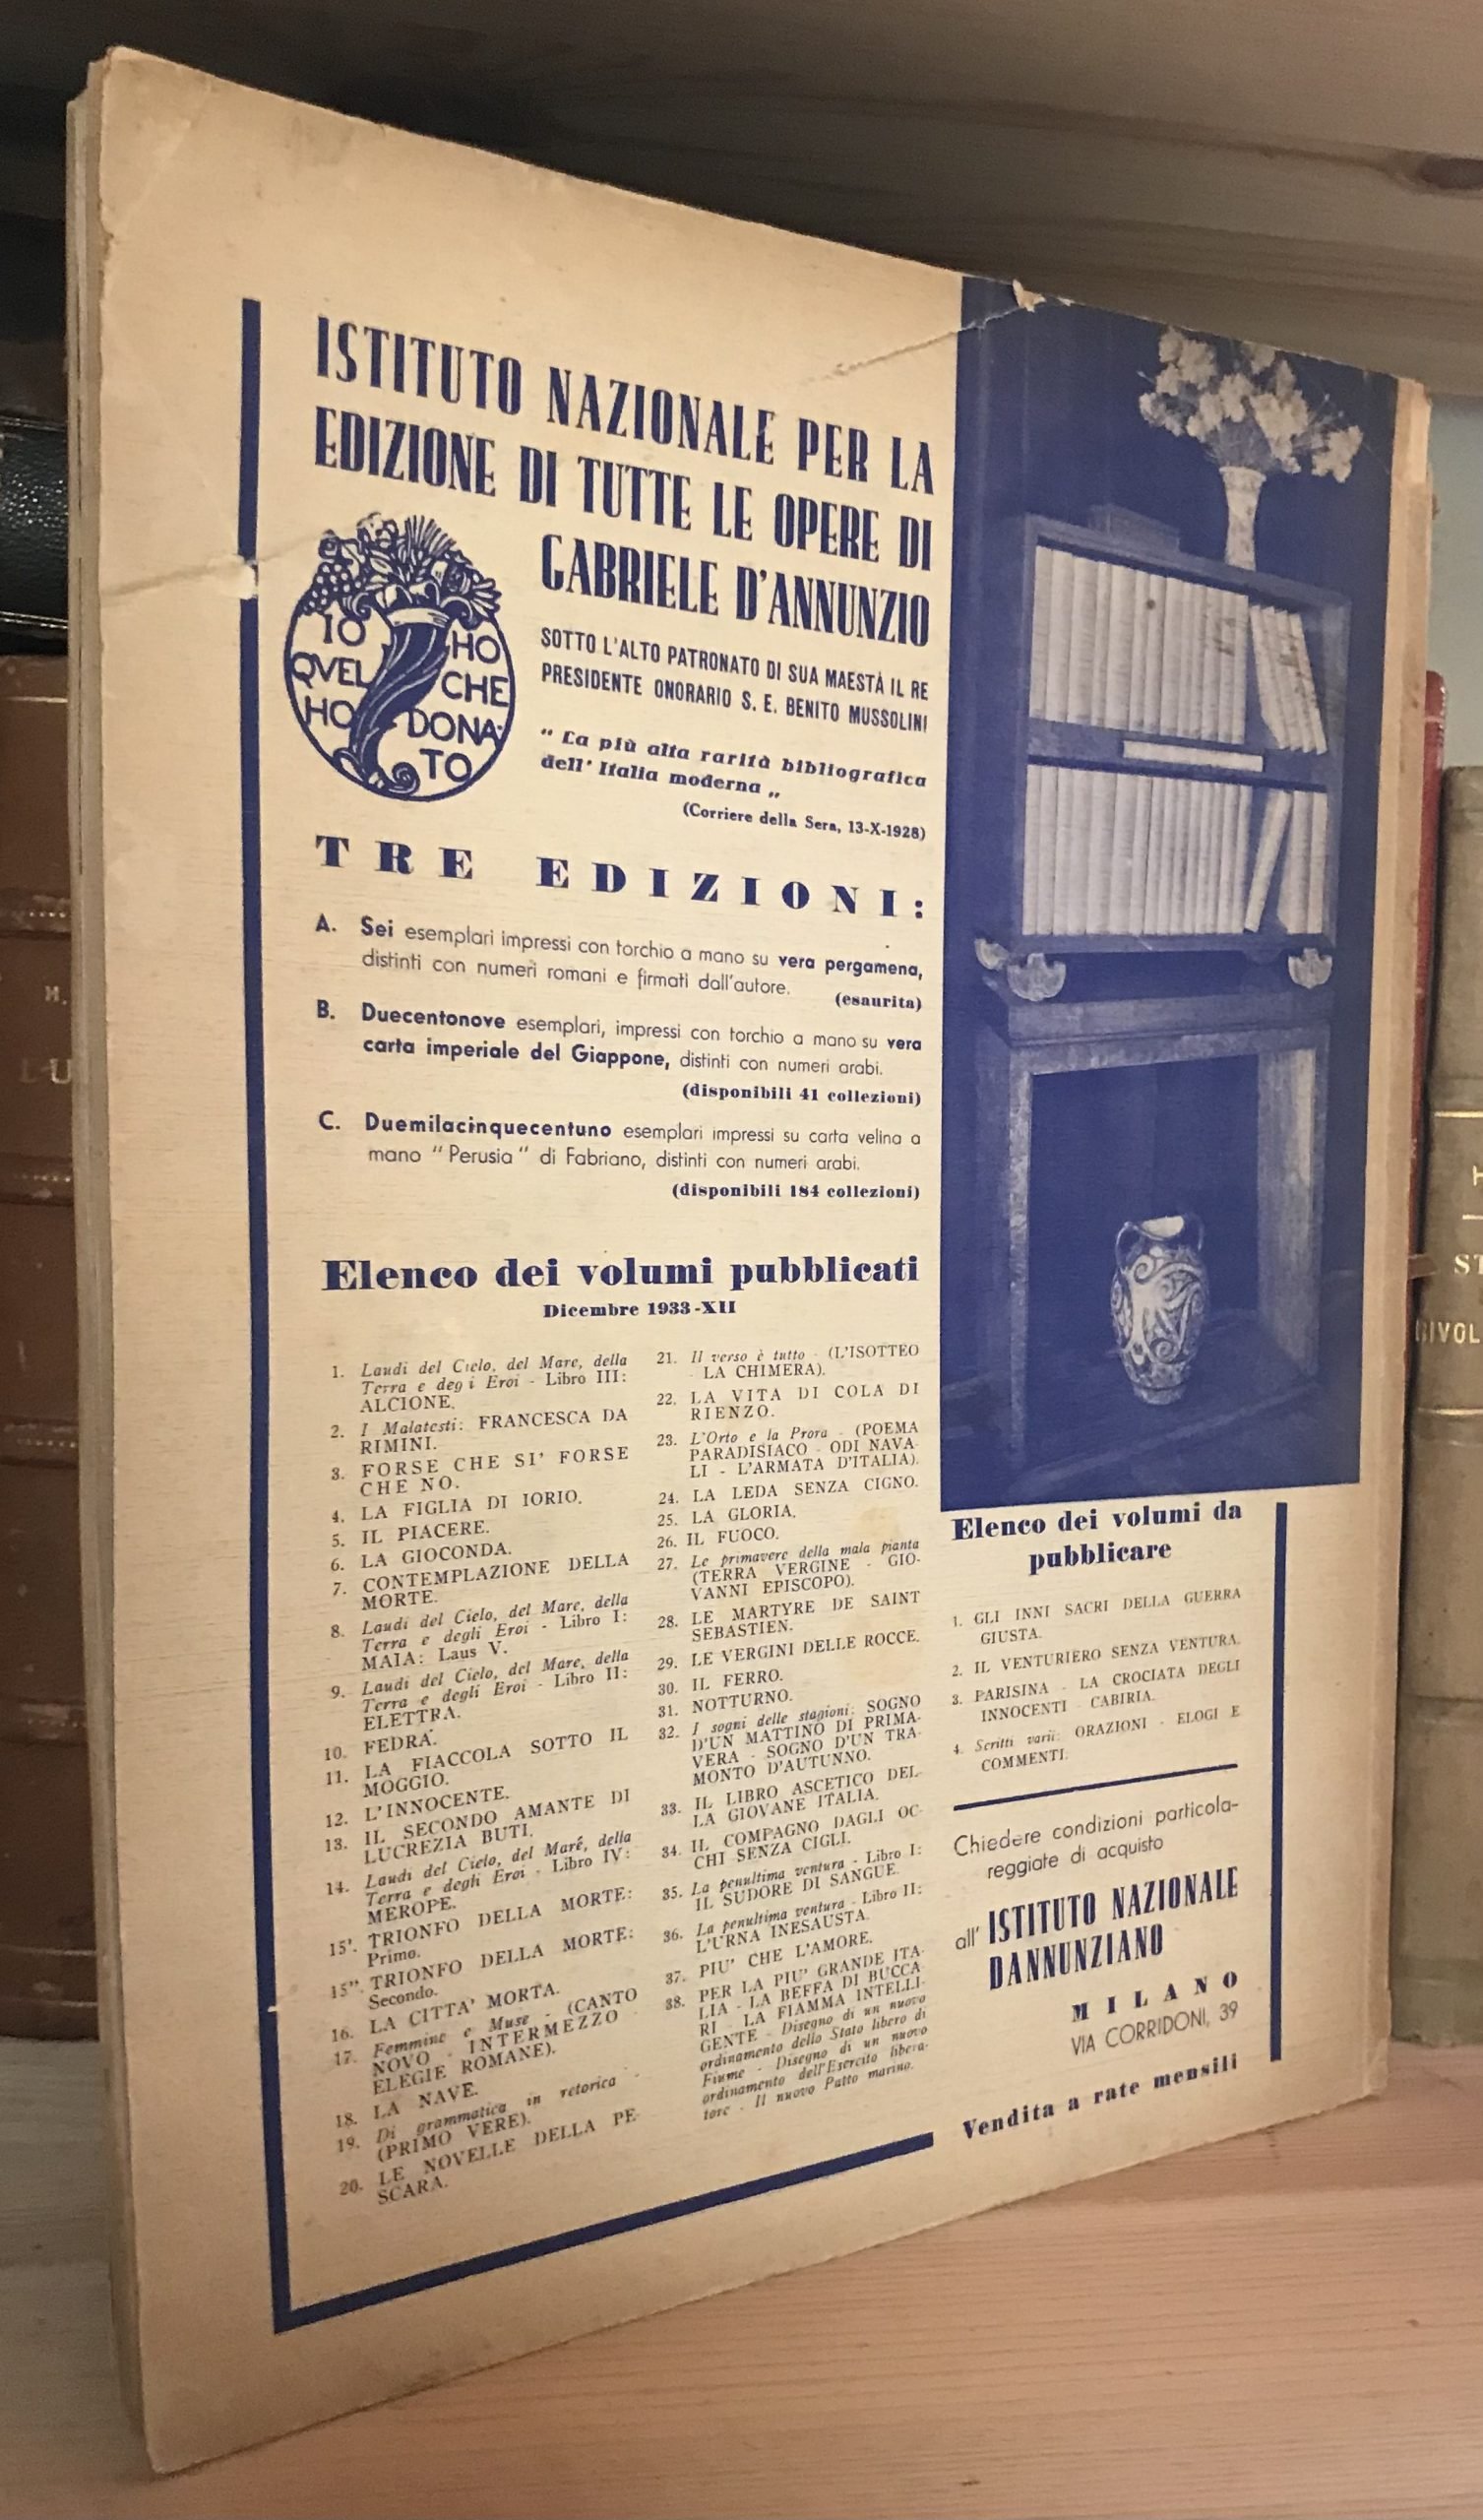 ISTITUTO NAZIONALE PER LA
EDIZIONE DI TUTTE LE OPERE DI
GABRIELE D'ANNUNZIO
IO HO
QVEL CHE
HO DONA-
TO
SOTTO L'ALTO PATRONATO DI SUA MAESTÀ IL RE
PRESIDENTE ONORARIO S. E. BENITO MUSSOLINI
“ La più alta rarità bibliografica
dell' Italia moderna „
(Corriere della Sera, 13-X-1928)
TRE EDIZIONI:
A. Sei esemplari impressi con torchio a mano su vera pergamena,
distinti con numeri romani e firmati dall'autore.
(esaurita)
B. Duecentonove esemplari, impressi con torchio a mano su vera
carta imperiale del Giappone, distinti con numeri arabi.
(disponibili 41 collezioni)
C. Duemilacinquecentuno esemplari impressi su carta velina a
mano “Perusia“ di Fabriano, distinti con numeri arabi.
(disponibili 184 collezioni)
Elenco dei volumi pubblicati
Dicembre 1933-XII
1. Laudi del Cielo, del Mare, della
Terra e degi Eroi - Libro III:
ALCIONE.
2. I Malatesti: FRANCESCA DA
RIMINI.
3. FORSE CHE SI' FORSE
CHE NO.
4. LA FIGLIA DI IORIO.
5. IL PIACERE.
6. LA GIOCONDA.
7. CONTEMPLAZIONE DELLA
MORTE.
8. Laudi del Cielo, del Mare, della
Terra e degli Eroi - Libro I:
MAIA: Laus V.
9. Laudi del Cielo, del Mare, della
Terra e degli Eroi - Libro II:
ELETTRA.
10. FEDRA.
11. LA FIACCOLA SOTTO IL
MOGGIO.
12. L'INNOCENTE.
13. IL SECONDO AMANTE DI
LUCREZIA BUTI.
14. Laudi del Cielo, del Mare, della
Terra e degli Eroi - Libro IV:
MEROPE.
15'. TRIONFO DELLA MORTE:
Primo.
15''. TRIONFO DELLA MORTE:
Secondo.
16. LA CITTA' MORTA.
17. Femmine e Muse - (CANTO
NOVO - INTERMEZZO -
ELEGIE ROMANE).
18. LA NAVE.
19. Di grammatica in retorica -
(PRIMO VERE).
20. LE NOVELLE DELLA PE-
SCARA.
21. Il verso è tutto - (L'ISOTTEO
- LA CHIMERA).
22. LA VITA DI COLA DI
RIENZO.
23. L'Orto e la Prora - (POEMA
PARADISIACO - ODI NAVA-
LI - L'ARMATA D'ITALIA).
24. LA LEDA SENZA CIGNO.
25. LA GLORIA.
26. IL FUOCO.
27. Le primavere della mala pianta
(TERRA VERGINE - GIO-
VANNI EPISCOPO).
28. LE MARTYRE DE SAINT
SEBASTIEN.
29. LE VERGINI DELLE ROCCE.
30. IL FERRO.
31. NOTTURNO.
32. I sogni delle stagioni: SOGNO
D'UN MATTINO DI PRIMA-
VERA - SOGNO D'UN TRA-
MONTO D'AUTUNNO.
33. IL LIBRO ASCETICO DEL-
LA GIOVANE ITALIA.
34. IL COMPAGNO DAGLI OC-
CHI SENZA CIGLI.
35. La penultima ventura - Libro I:
IL SUDORE DI SANGUE.
36. La penultima ventura - Libro II:
L'URNA INESAUSTA.
37. PIU' CHE L'AMORE.
38. PER LA PIU' GRANDE ITA-
LIA - LA BEFFA DI BUCCA-
RI - LA FIAMMA INTELLI-
GENTE - Disegno di un nuovo
ordinamento dello Stato libero di
Fiume - Disegno di un nuovo
ordinamento dell'Esercito libera-
tore - Il nuovo Patto marino.
Elenco dei volumi da
pubblicare
1. GLI INNI SACRI DELLA GUERRA
GIUSTA.
2. IL VENTURIERO SENZA VENTURA.
3. PARISINA - LA CROCIATA DEGLI
INNOCENTI - CABIRIA.
4. Scritti varii: ORAZIONI - ELOGI E
COMMENTI.
Chiedere condizioni particola-
reggiate di acquisto
all' ISTITUTO NAZIONALE
DANNUNZIANO
MILANO
VIA CORRIDONI, 39
Vendita a rate mensili